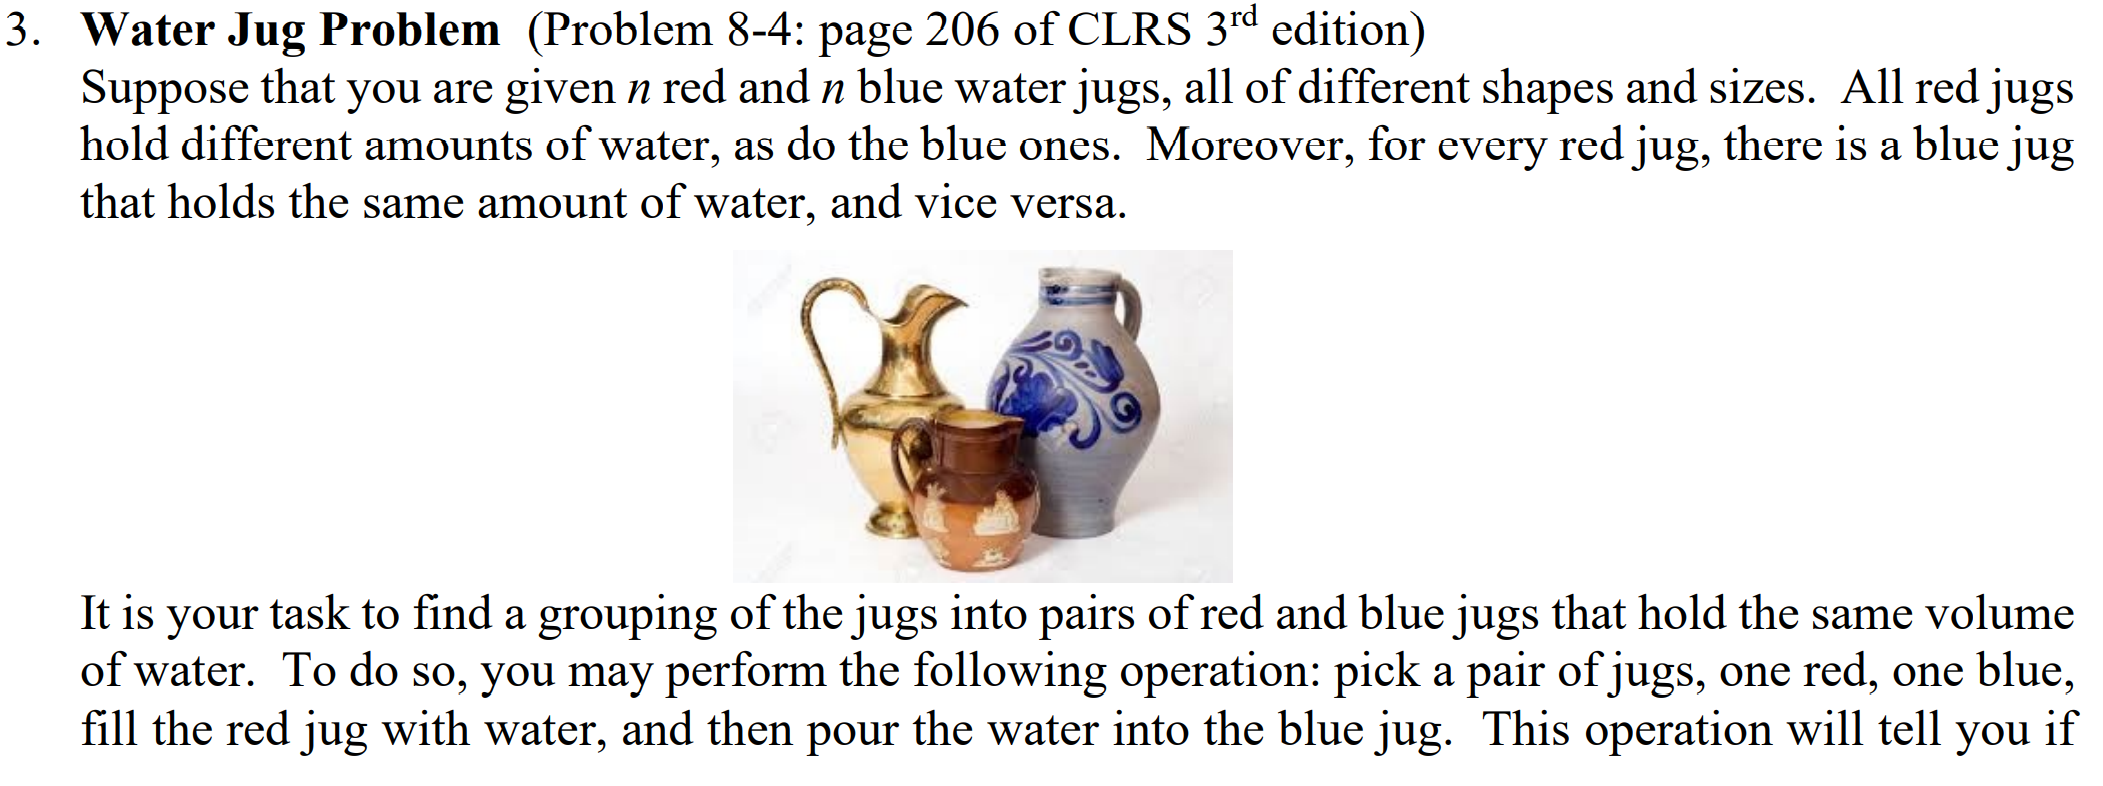 3. Water Jug Problem (Problem 8-4: page 206 of CLRS 3rd edition)
Suppose that you are given n red and n blue water jugs, all of different shapes and sizes. All red jugs
hold different amounts of water, as do the blue ones. Moreover, for every red jug, there is a blue jug
that holds the same amount of water, and vice versa.
It is your task to find a grouping of the jugs into pairs of red and blue jugs that hold the same volume
of water. To do so, you may perform the following operation: pick a pair of jugs, one red, one blue,
fill the red jug with water, and then pour the water into the blue jug. This operation will tell you if